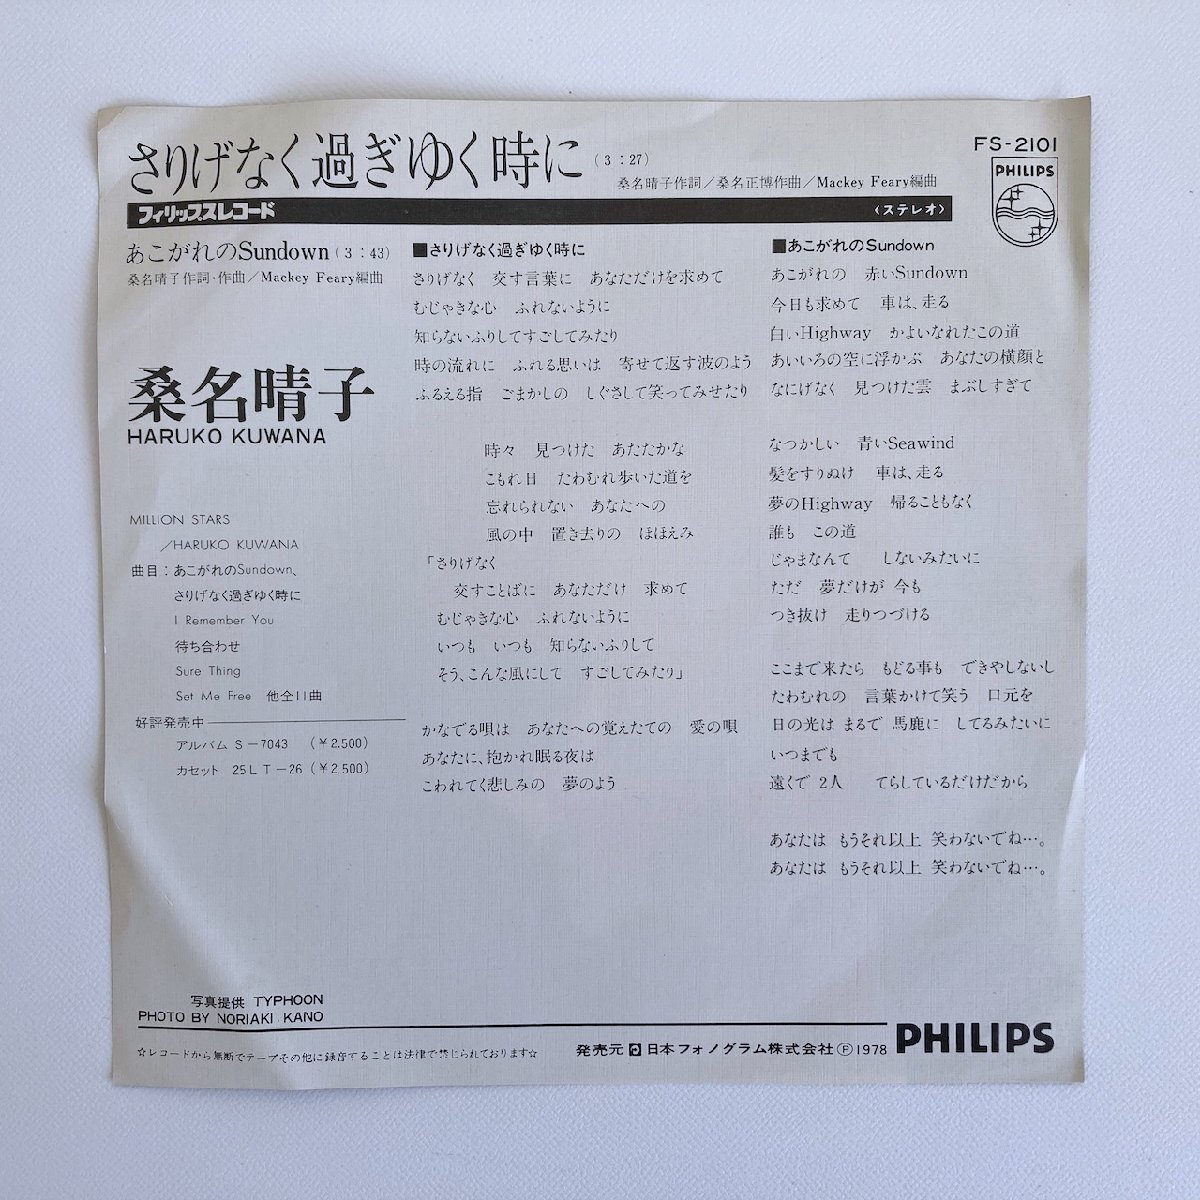 さりげなく過ぎゆく時に (3:27)
桑名晴子作詞/桑名正博作曲/Mackey Feary編曲
FS-2101
PHILIPS
フィリップスレコード
〈ステレオ〉
あこがれのSundown (3:43)
桑名晴子作詞・作曲/Mackey Feary編曲
桑名晴子
HARUKO KUWANA
MILLION STARS
/HARUKO KUWANA
曲目:あこがれのSundown、
さりげなく過ぎゆく時に
I Remember You
待ち合わせ
Sure Thing
Set Me Free 他全11曲
好評発売中
アルバム S-7043 (¥2,500)
カセット 25LT-26 (¥2,500)
■さりげなく過ぎゆく時に
さりげなく 交す言葉に あなただけを求めて
むじゃきな心 ふれないように
知らないふりしてすごしてみたり
時の流れに ふれる思いは 寄せて返す波のよう
ふるえる指 ごまかしの しぐさして笑ってみせたり
時々 見つけた あたたかな
こもれ日 たわむれ歩いた道を
忘れられない あなたへの
風の中 置き去りの ほほえみ
「さりげなく
交すことばに あなただけ 求めて
むじゃきな心 ふれないように
いつも いつも 知らないふりして
そう、こんな風にして すごしてみたり」
かなでる唄は あなたへの覚えたての 愛の唄
あなたに、抱かれ眠る夜は
こわれてく悲しみの 夢のよう
■あこがれのSundown
あこがれの 赤いSundown
今日も求めて 車は、走る
白いHighway かよいなれたこの道
あいいろの空に浮かぶ あなたの横顔と
なにげなく 見つけた雲 まぶしすぎて
なつかしい 青いSeawind
髪をすりぬけ 車は、走る
夢のHighway 帰ることもなく
誰も この道
じゃまなんて しないみたいに
ただ 夢だけが 今も
つき抜け 走りつづける
ここまで来たら もどる事も できやしないし
たわむれの 言葉かけて笑う 口元を
日の光は まるで 馬鹿に してるみたいに
いつまでも
遠くで 2人 てらしているだけだから
あなたは もうそれ以上 笑わないでね…。
あなたは もうそれ以上 笑わないでね…。
写真提供 TYPHOON
PHOTO BY NORIAKI KANO
☆レコードから無断でテープその他に録音することは法律で禁じられております☆
発売元 日本フォノグラム株式会社 Ⓟ1978 PHILIPS